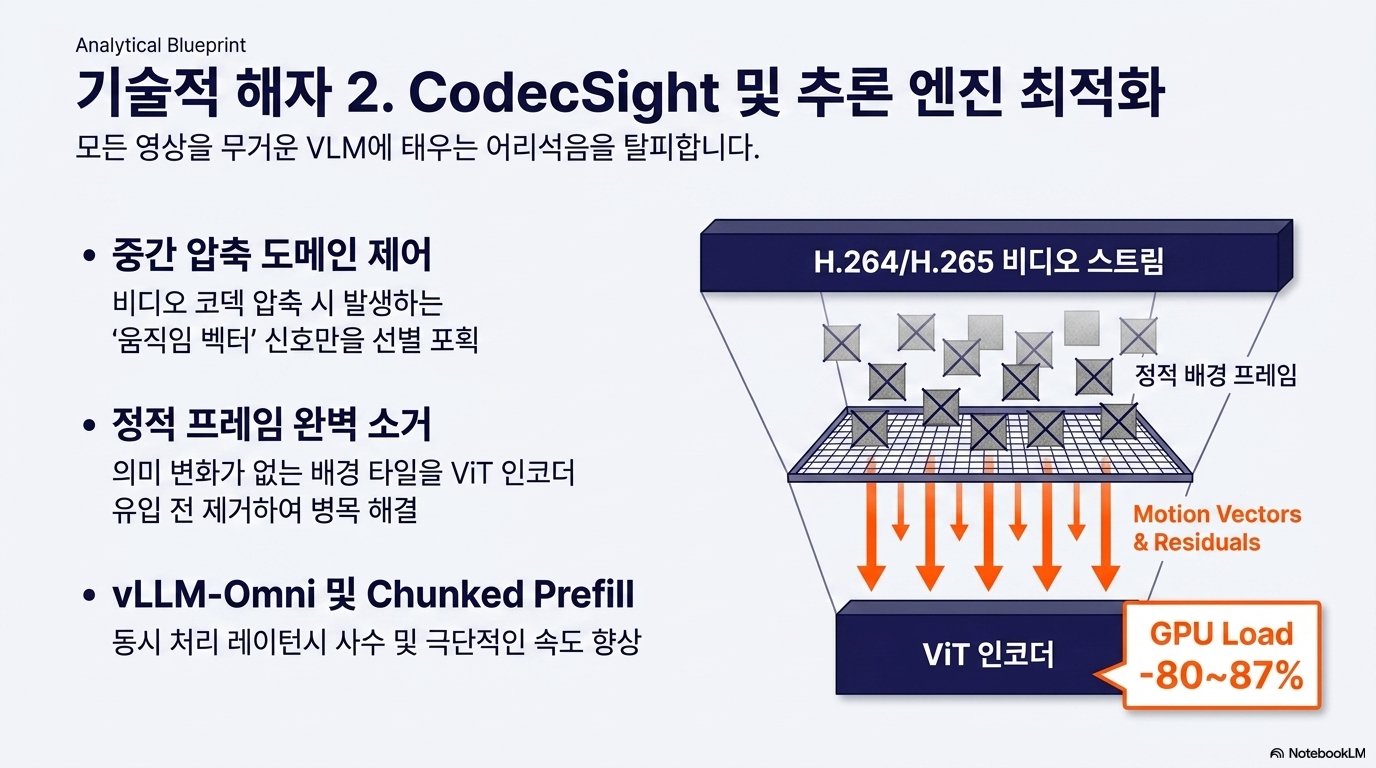 Analytical Blueprint
기술적 해자 2. CodecSight 및 추론 엔진 최적화
모든 영상을 무거운 VLM에 태우는 어리석음을 탈피합니다.
• 중간 압축 도메인 제어
비디오 코덱 압축 시 발생하는
‘움직임 벡터’ 신호만을 선별 포획
• 정적 프레임 완벽 소거
의미 변화가 없는 배경 타일을 ViT 인코더
유입 전 제거하여 병목 해결
• vLLM-Omni 및 Chunked Prefill
동시 처리 레이턴시 사수 및 극단적인 속도 향상
H.264/H.265 비디오 스트림
정적 배경 프레임
Motion Vectors
& Residuals
ViT 인코더
GPU Load
-80~87%
NotebookLM